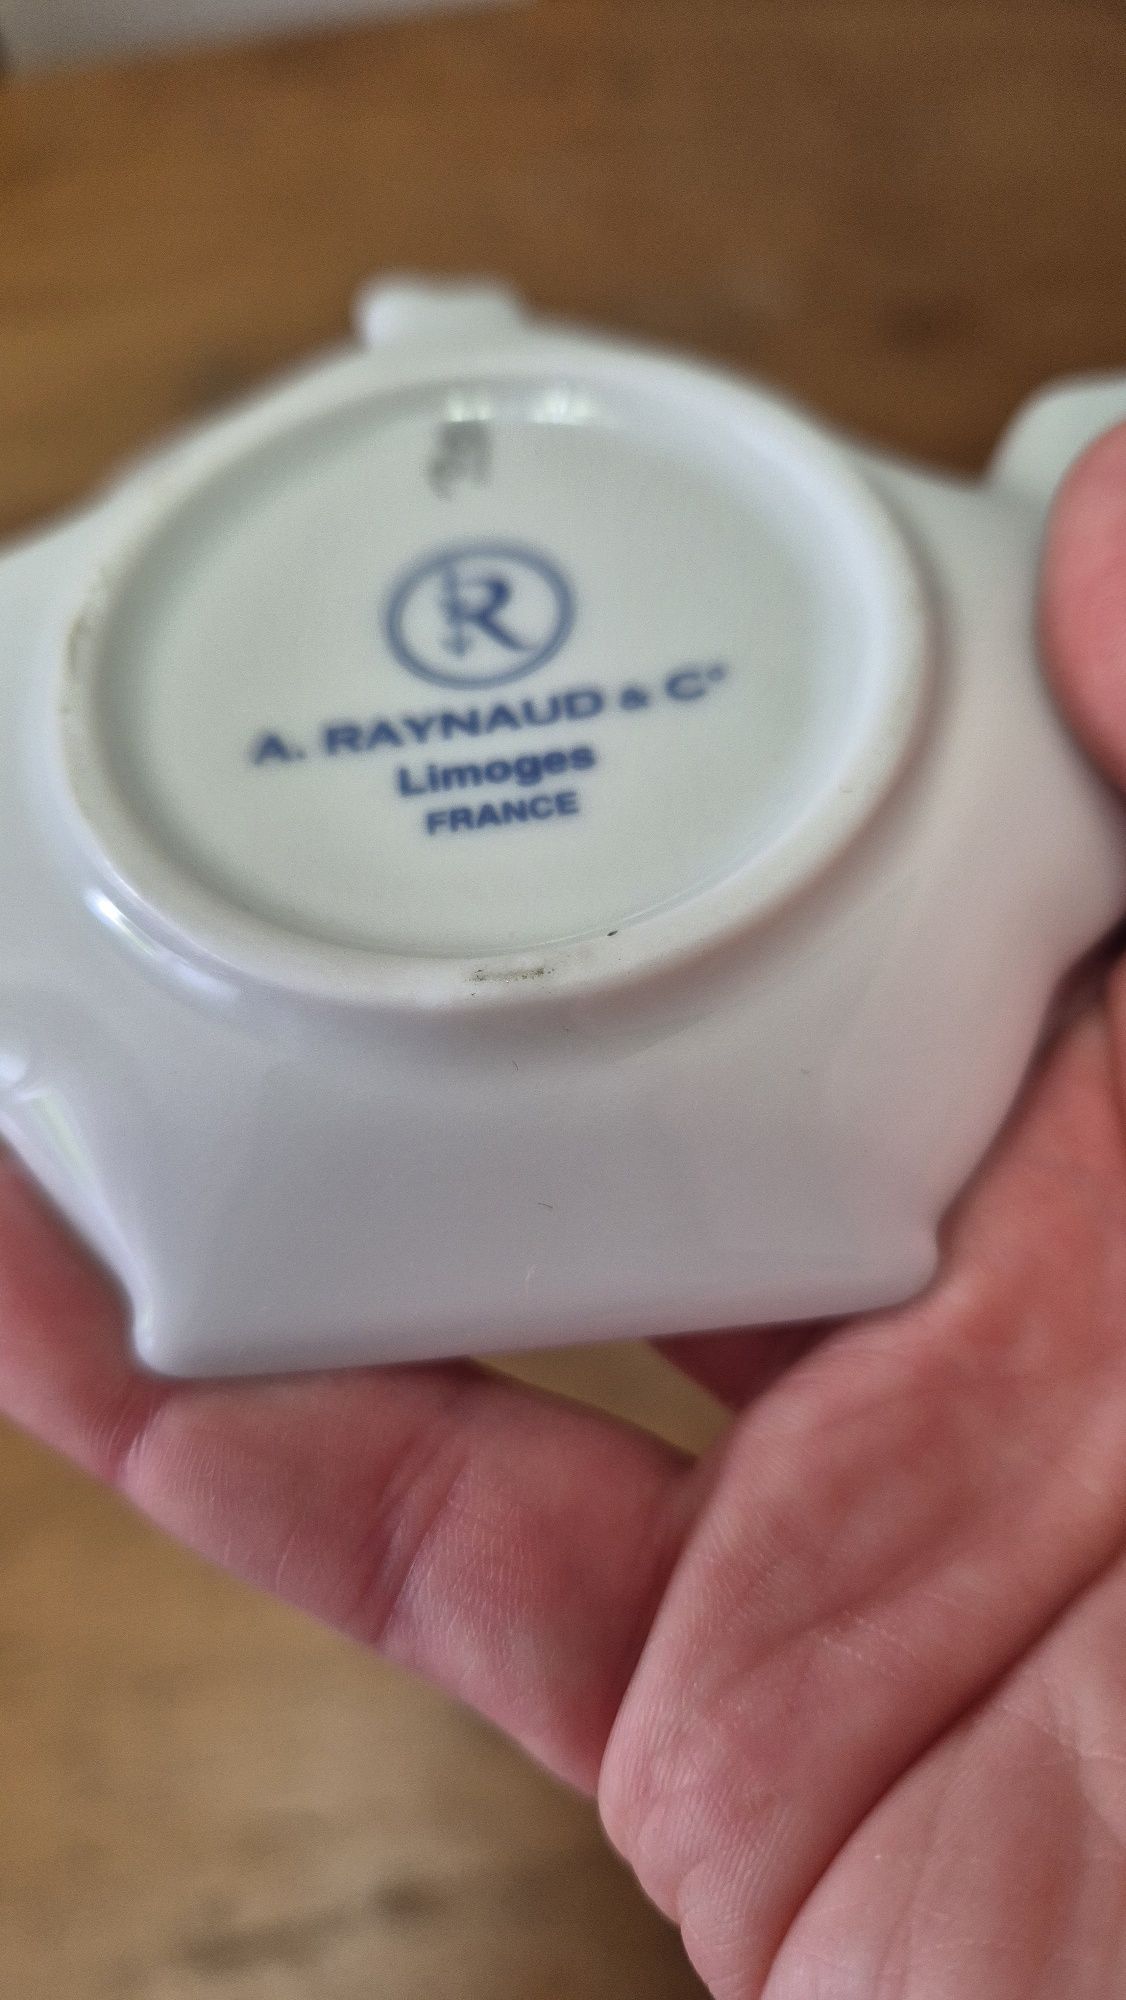 R
A. RAYNAUD & Cº
Limoges
FRANCE